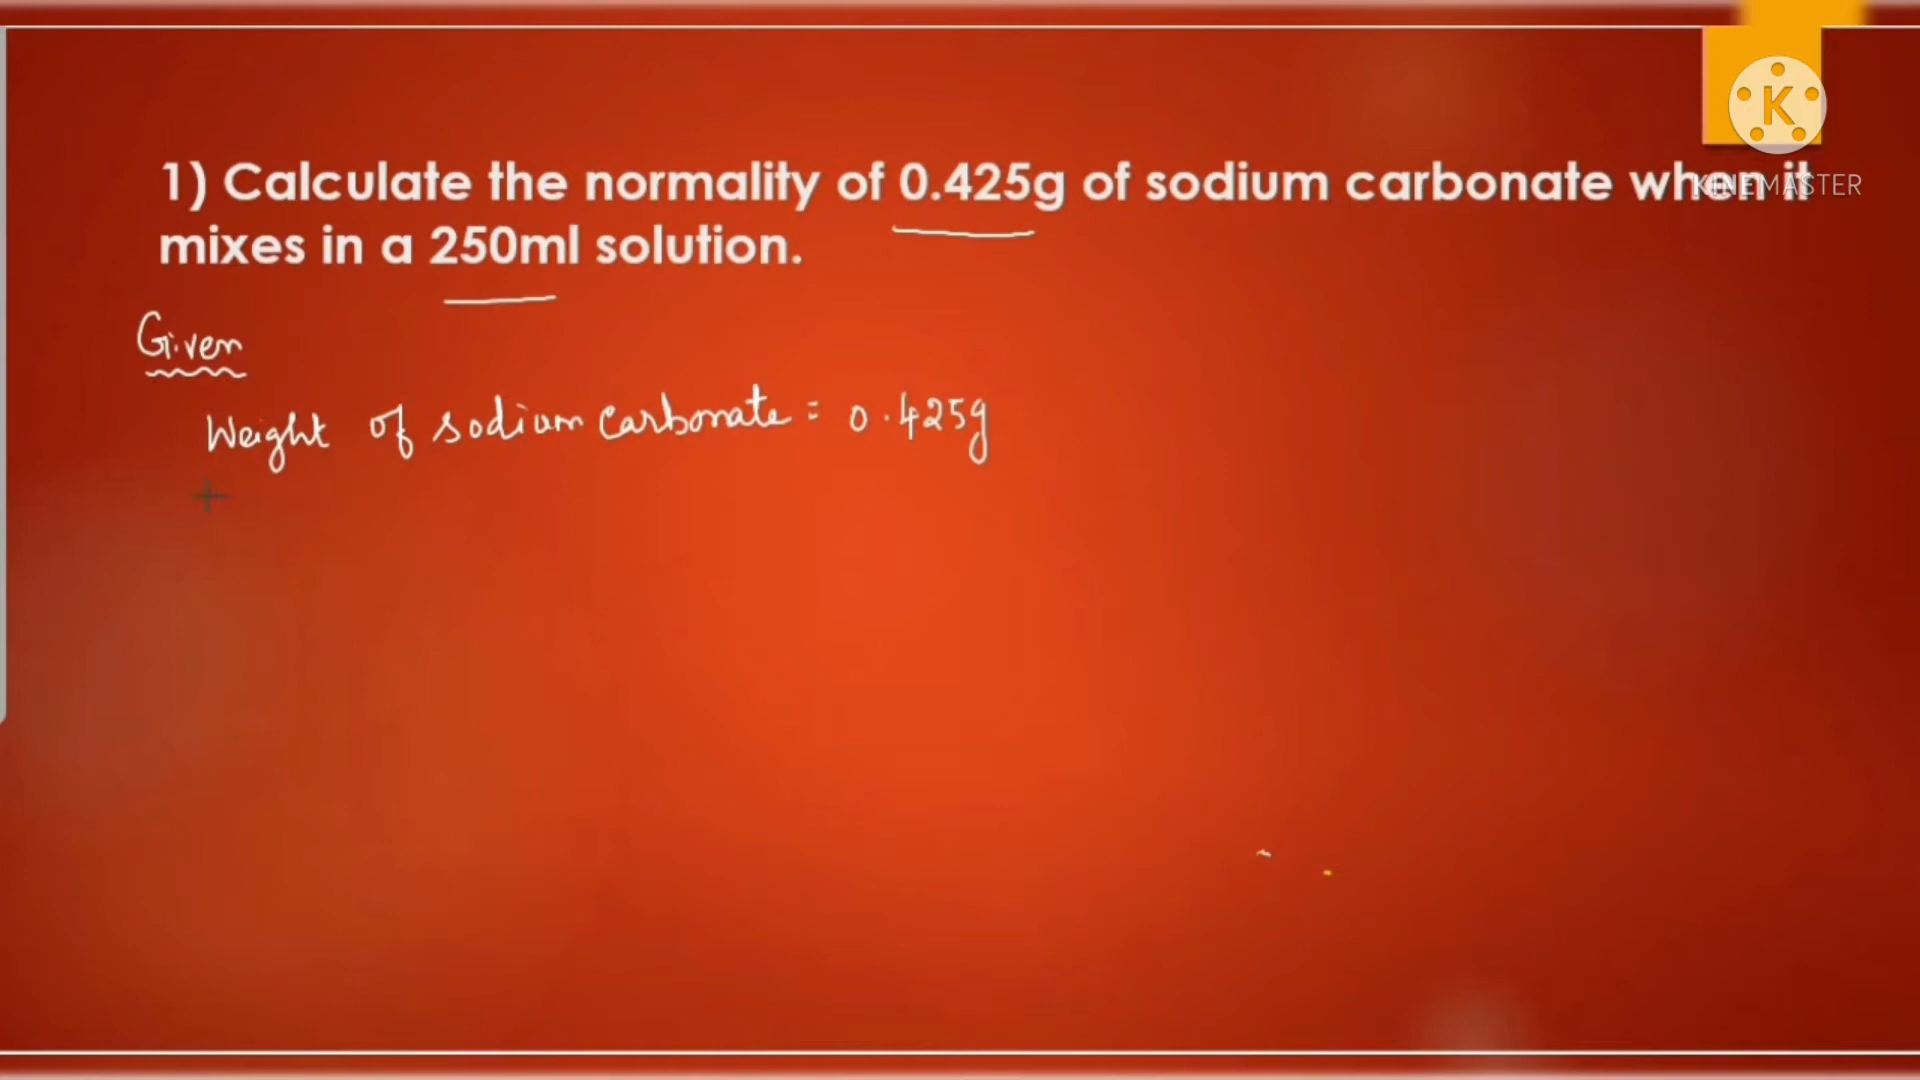 K
KINEMASTER
1) Calculate the normality of 0.425g of sodium carbonate when it
mixes in a 250ml solution.
Given
Weight of sodium carbonate = 0.425g